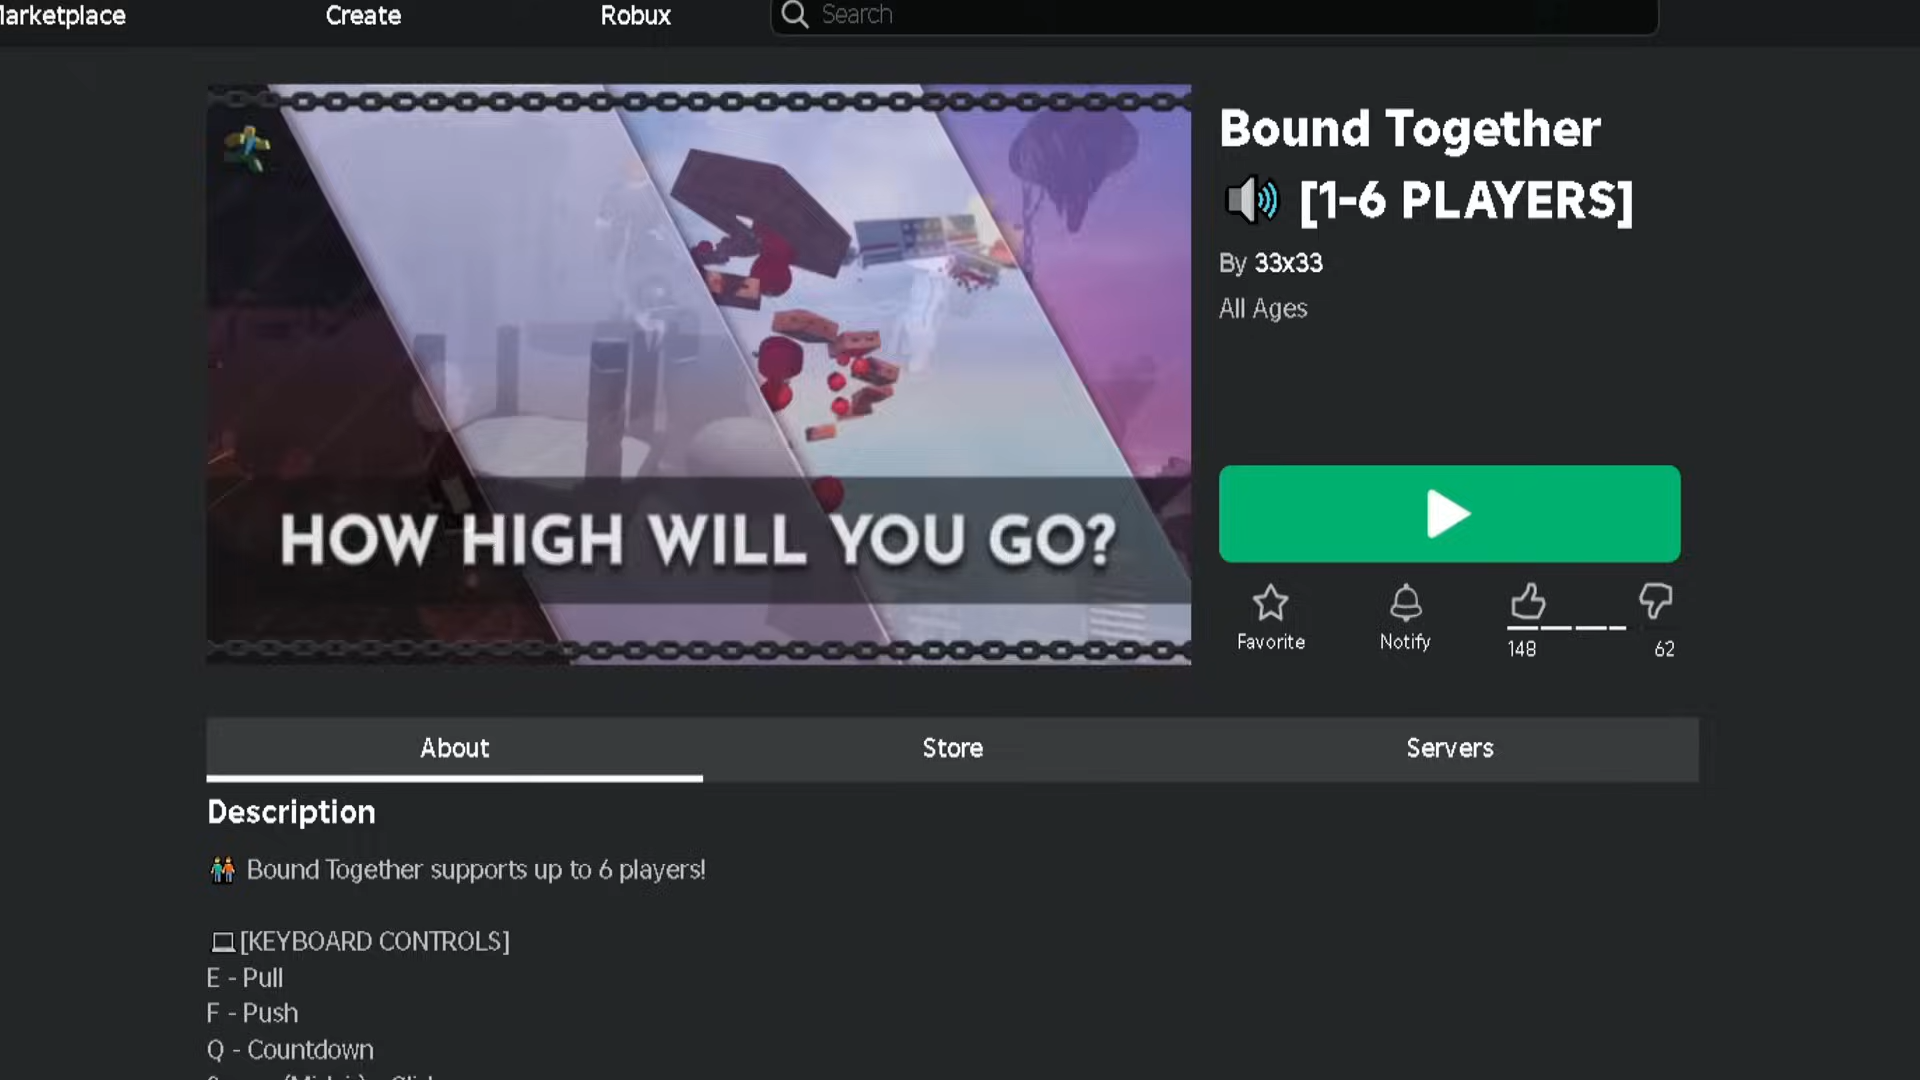 Marketplace Create Robux Search
HOW HIGH WILL YOU GO?
Bound Together
[1-6 PLAYERS]
By 33x33
All Ages
Favorite Notify 148 62
About Store Servers
Description
Bound Together supports up to 6 players!
[KEYBOARD CONTROLS]
E - Pull
F - Push
Q - Countdown